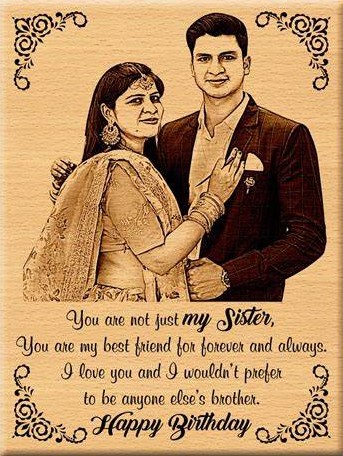 You are not just my Sister,
You are my best friend for forever and always.
I love you and I wouldn't prefer
to be anyone else's brother.
Happy Birthday